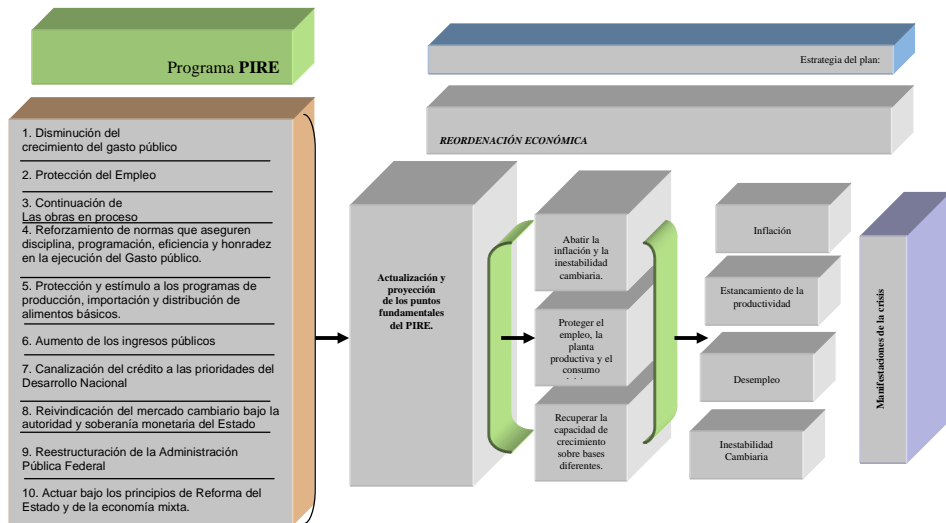 Programa PIRE
1. Disminución del
crecimiento del gasto público
2. Protección del Empleo
3. Continuación de
Las obras en proceso
4. Reforzamiento de normas que aseguren
disciplina, programación, eficiencia y honradez
en la ejecución del Gasto público.
5. Protección y estímulo a los programas de
producción, importación y distribución de
alimentos básicos.
6. Aumento de los ingresos públicos
7. Canalización del crédito a las prioridades del
Desarrollo Nacional
8. Reivindicación del mercado cambiario bajo la
autoridad y soberanía monetaria del Estado
9. Reestructuración de la Administración
Pública Federal
10. Actuar bajo los principios de Reforma del
Estado y de la economía mixta.
Estrategia del plan:
REORDENACIÓN ECONÓMICA
Actualización y
proyección
de los puntos
fundamentales
del PIRE.
Abatir la
inflación y la
inestabilidad
cambiaria.
Proteger el
empleo, la
planta
productiva y el
consumo
Recuperar la
capacidad de
crecimiento
sobre bases
diferentes.
Inflación
Estancamiento de la
productividad
Desempleo
Inestabilidad
Cambiaria
Manifestaciones de la crisis